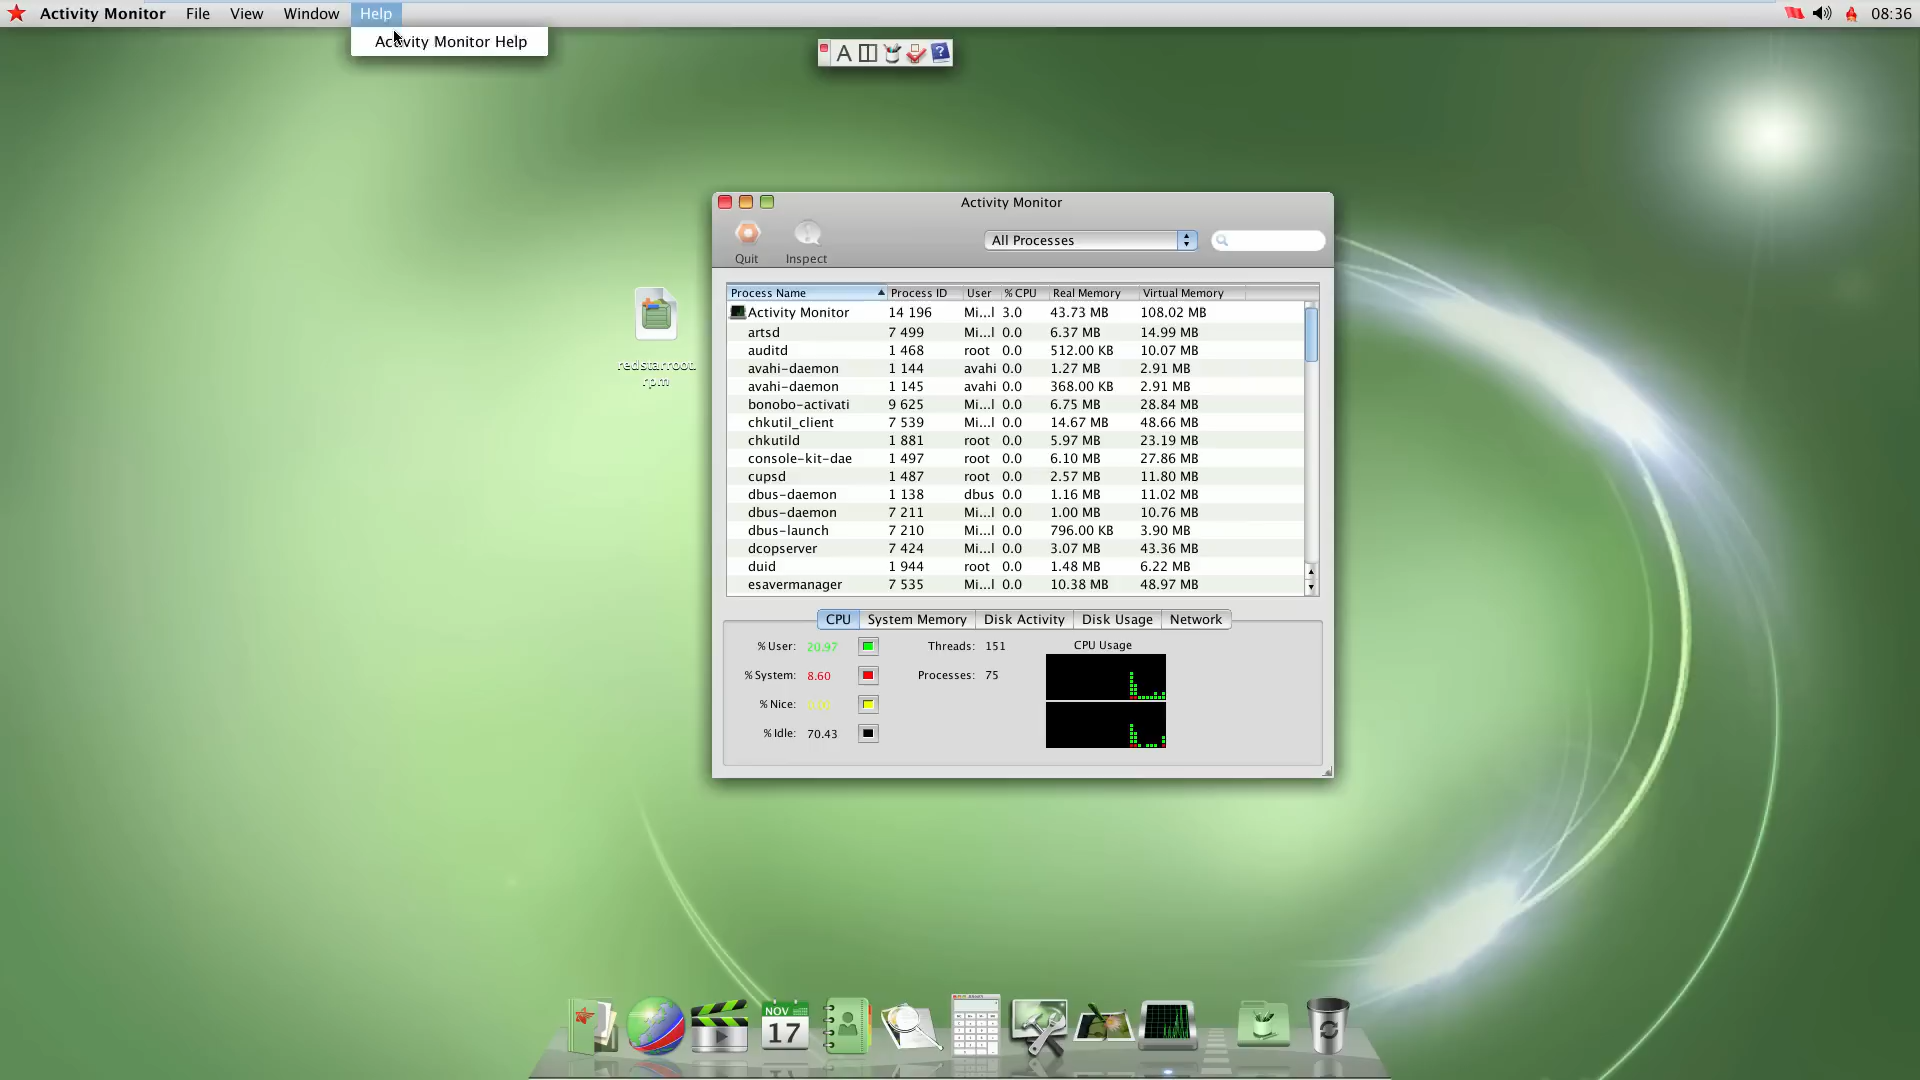 Activity Monitor File View Window Help 08:36
Activity Monitor Help
A
Activity Monitor
Quit Inspect All Processes
Process Name Process ID User % CPU Real Memory Virtual Memory
Activity Monitor 14 196 Mi...l 3.0 43.73 MB 108.02 MB
artsd 7 499 Mi...l 0.0 6.37 MB 14.99 MB
auditd 1 468 root 0.0 512.00 KB 10.07 MB
avahi-daemon 1 144 avahi 0.0 1.27 MB 2.91 MB
avahi-daemon 1 145 avahi 0.0 368.00 KB 2.91 MB
bonobo-activati 9 625 Mi...l 0.0 6.75 MB 28.84 MB
chkutil_client 7 539 Mi...l 0.0 14.67 MB 48.66 MB
chkutild 1 881 root 0.0 5.97 MB 23.19 MB
console-kit-dae 1 497 root 0.0 6.10 MB 27.86 MB
cupsd 1 487 root 0.0 2.57 MB 11.80 MB
dbus-daemon 1 138 dbus 0.0 1.16 MB 11.02 MB
dbus-daemon 7 211 Mi...l 0.0 1.00 MB 10.76 MB
dbus-launch 7 210 Mi...l 0.0 796.00 KB 3.90 MB
dcopserver 7 424 Mi...l 0.0 3.07 MB 43.36 MB
duid 1 944 root 0.0 1.48 MB 6.22 MB
esavermanager 7 535 Mi...l 0.0 10.38 MB 48.97 MB
redstarroot.
rpm
CPU System Memory Disk Activity Disk Usage Network
% User: 20.97 Threads: 151 CPU Usage
% System: 8.60 Processes: 75
% Nice: 0.00
% Idle: 70.43
NOV
17